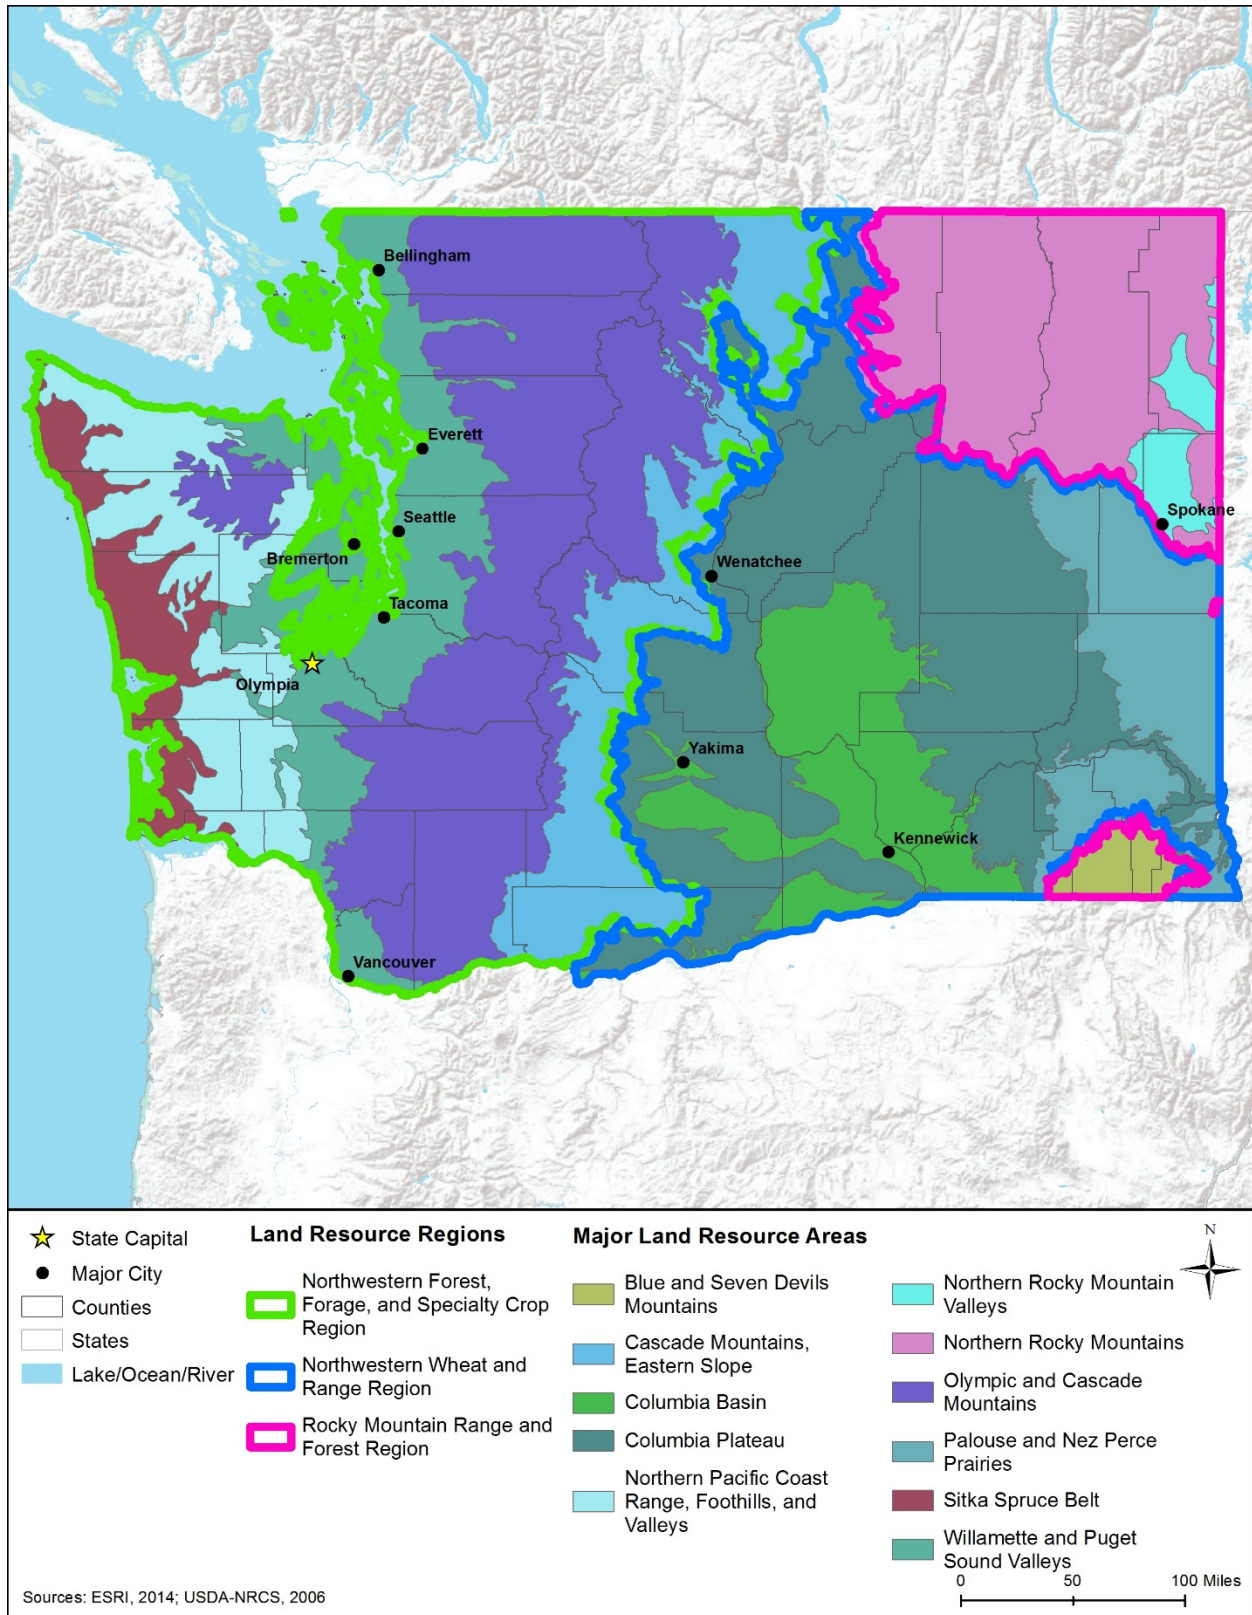 Bellingham
Everett
Seattle
Bremerton
Spokane
Wenatchee
Tacoma
Olympia
Yakima
Kennewick
Vancouver
State Capital
Major City
Counties
States
Lake/Ocean/River
Land Resource Regions
Northwestern Forest,
Forage, and Specialty Crop
Region
Northwestern Wheat and
Range Region
Rocky Mountain Range and
Forest Region
Major Land Resource Areas
Blue and Seven Devils
Mountains
Cascade Mountains,
Eastern Slope
Columbia Basin
Columbia Plateau
Northern Pacific Coast
Range, Foothills, and
Valleys
Northern Rocky Mountain
Valleys
Northern Rocky Mountains
Olympic and Cascade
Mountains
Palouse and Nez Perce
Prairies
Sitka Spruce Belt
Willamette and Puget
Sound Valleys
N
0 50 100 Miles
Sources: ESRI, 2014; USDA-NRCS, 2006